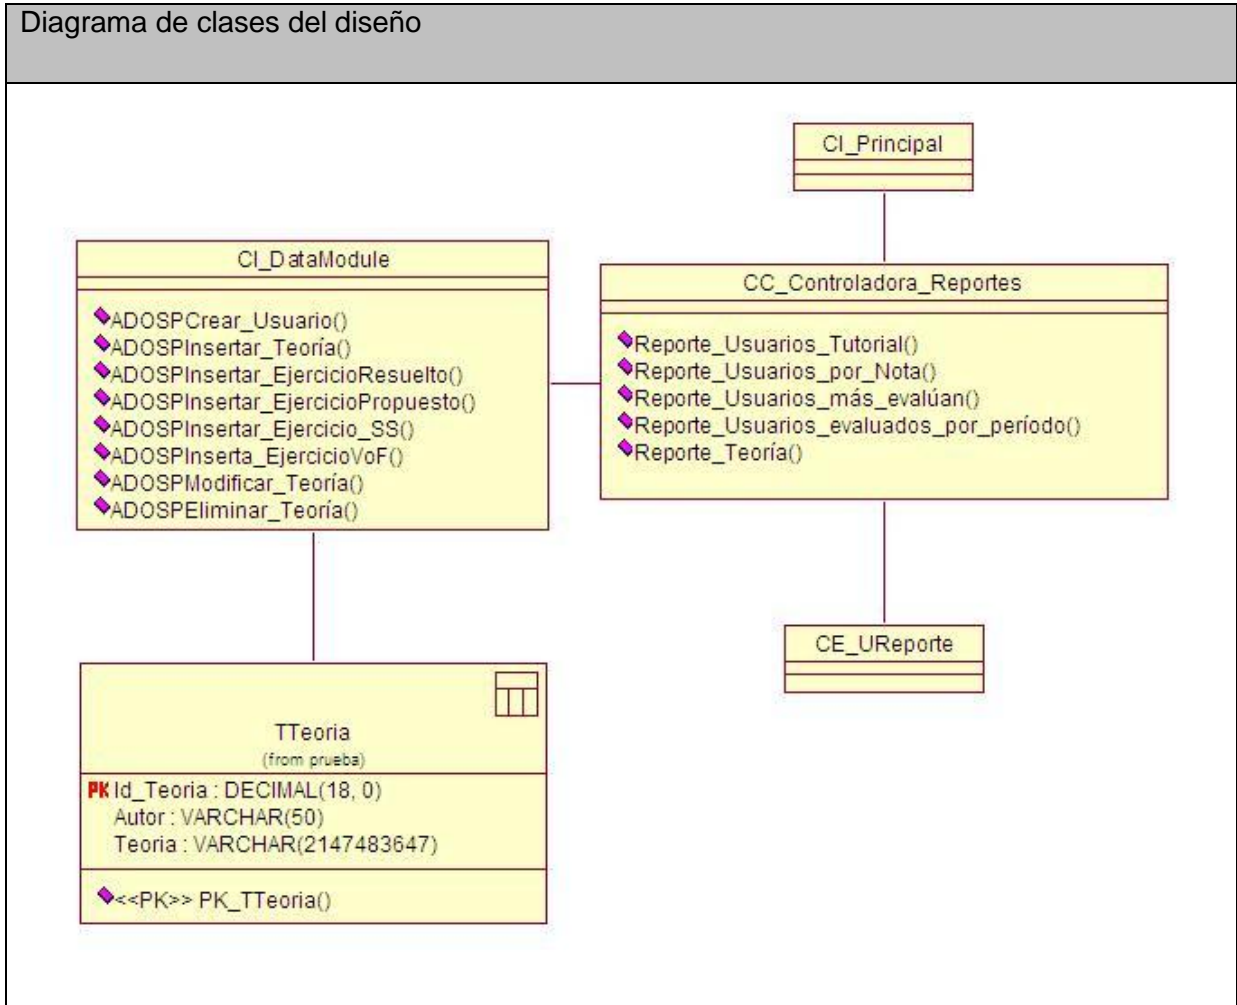 Diagrama de clases del diseño
CI_Principal
CI_DataModule
ADOSPCrear_Usuario()
ADOSPInsertar_Teoría()
ADOSPInsertar_EjercicioResuelto()
ADOSPInsertar_EjercicioPropuesto()
ADOSPInsertar_Ejercicio_SS()
ADOSPInserta_EjercicioVoF()
ADOSPModificar_Teoría()
ADOSPEliminar_Teoría()
CC_Controladora_Reportes
Reporte_Usuarios_Tutorial()
Reporte_Usuarios_por_Nota()
Reporte_Usuarios_más_evalúan()
Reporte_Usuarios_evaluados_por_período()
Reporte_Teoría()
CE_UReporte
TTeoria
(from prueba)
PK Id_Teoria : DECIMAL(18, 0)
Autor : VARCHAR(50)
Teoria : VARCHAR(2147483647)
<<PK>> PK_TTeoria()